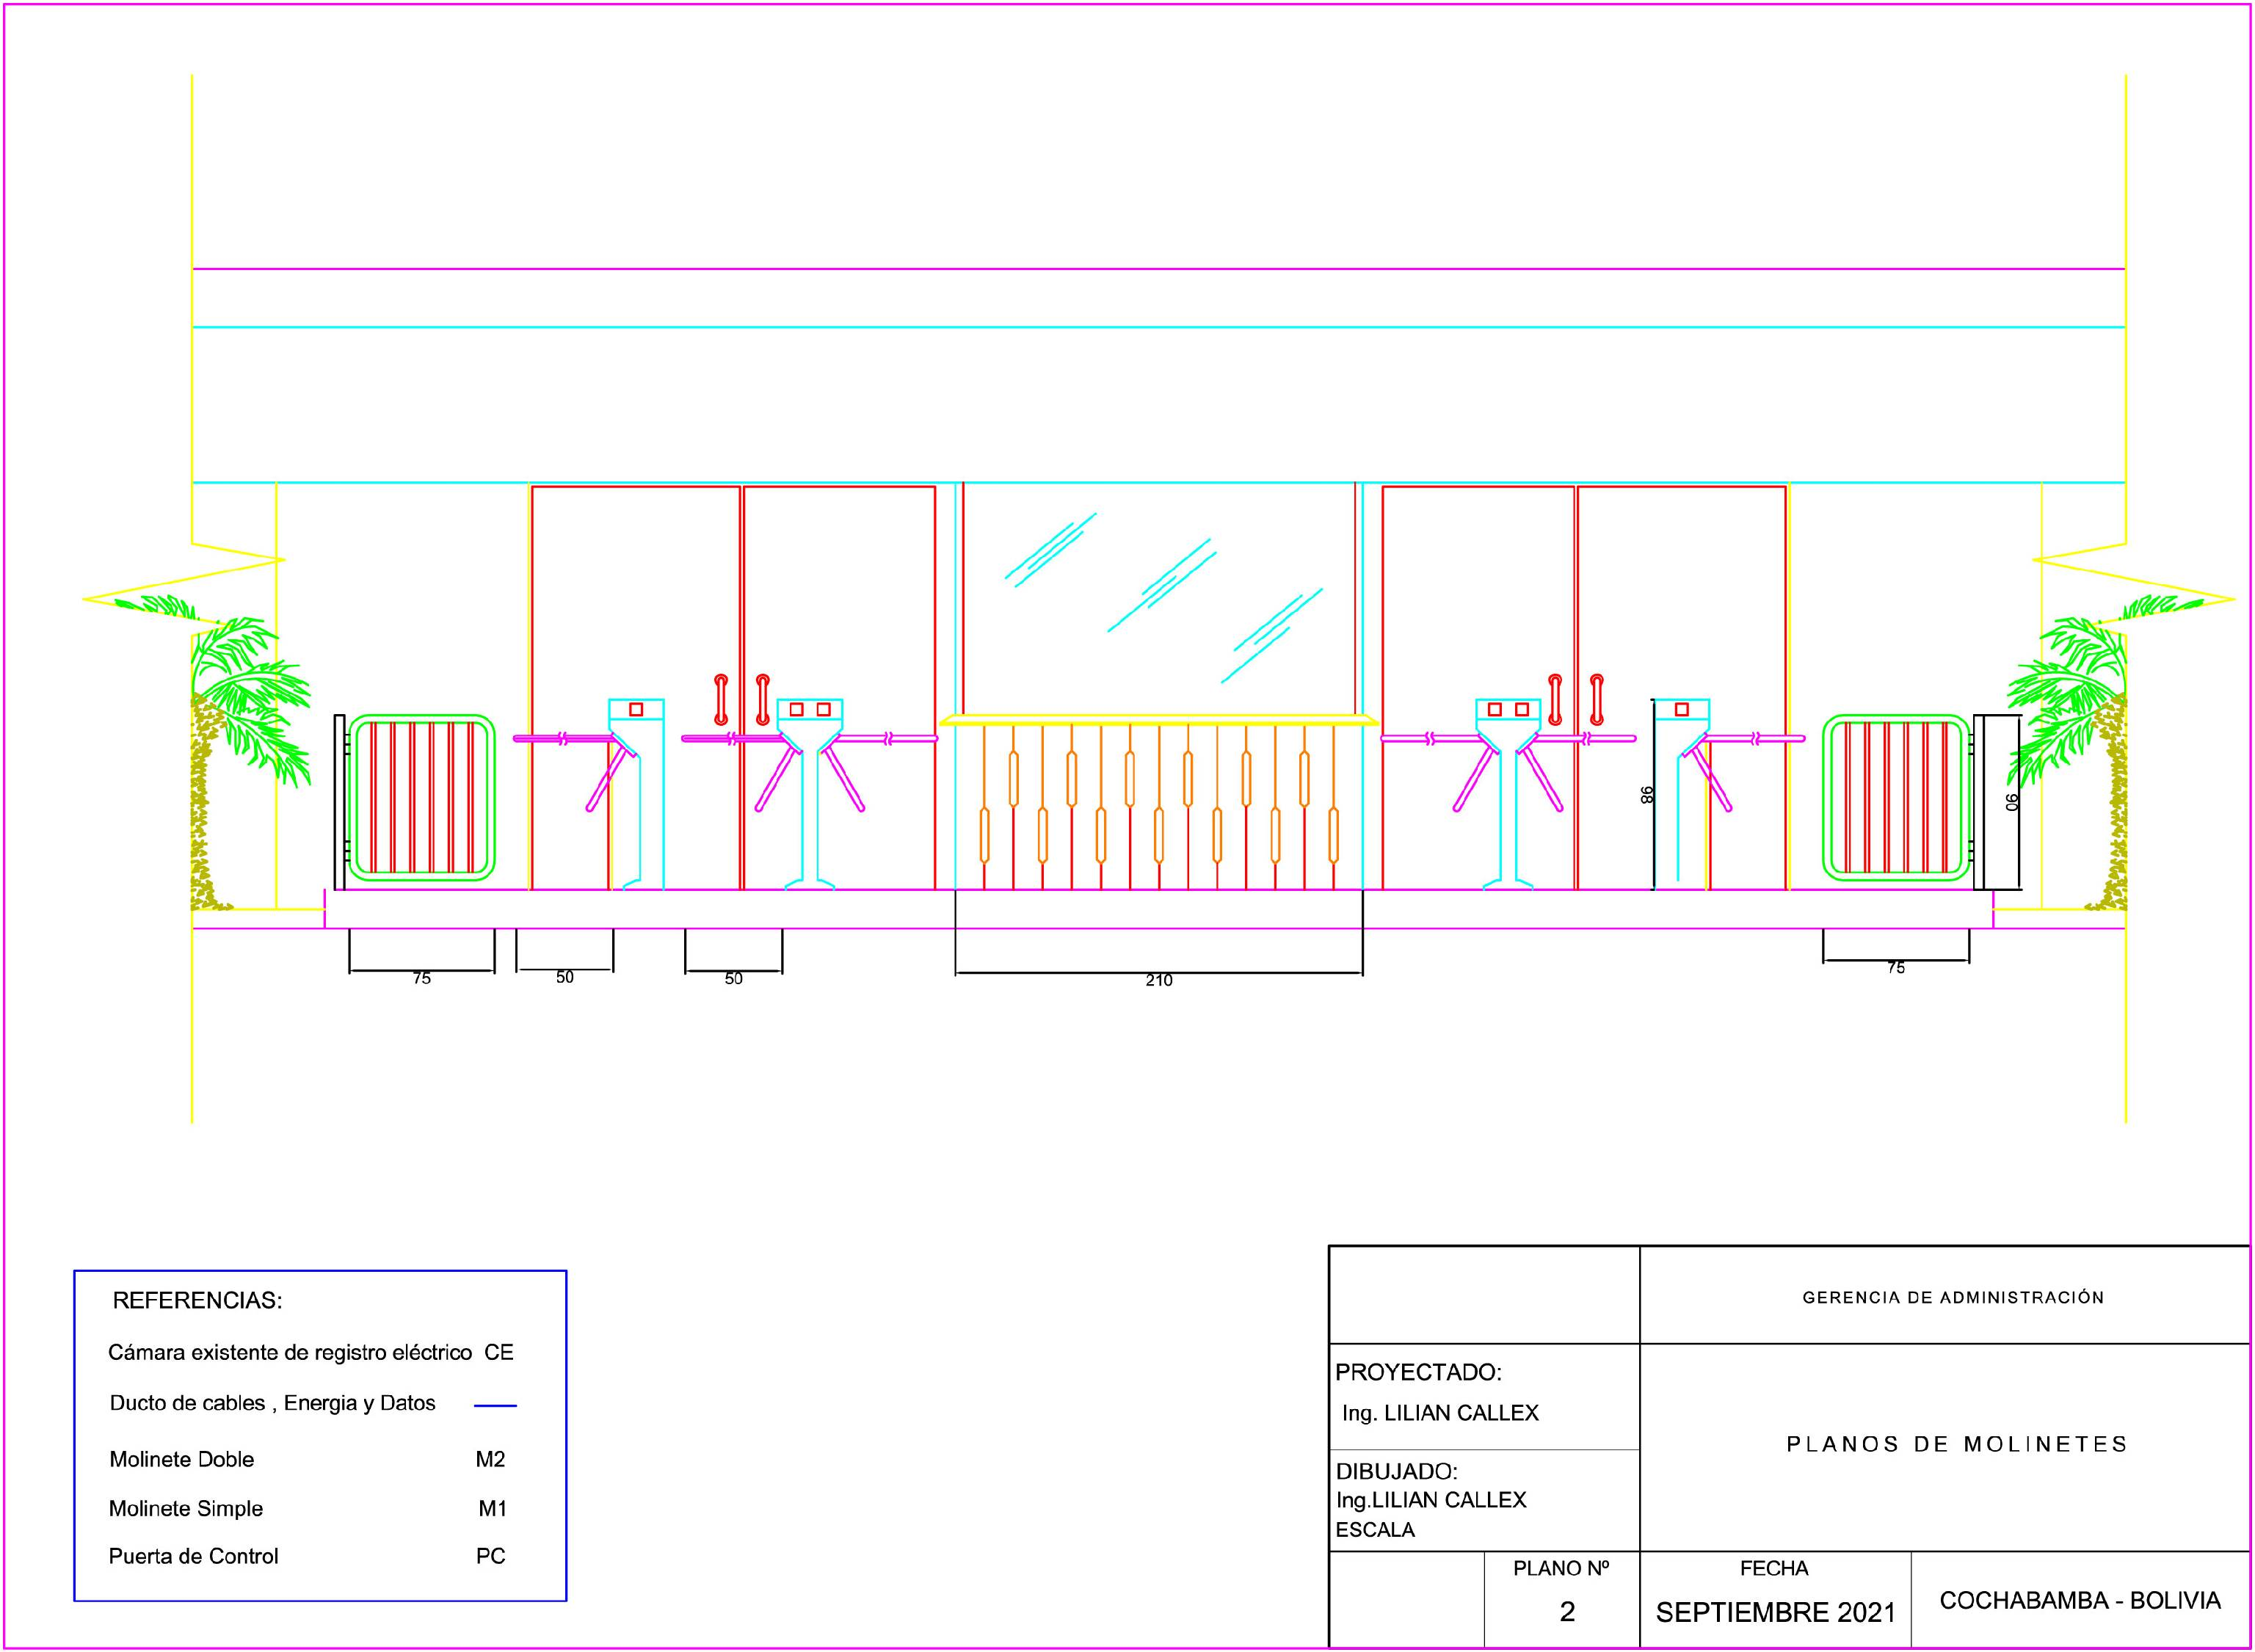 98
90
75
50
50
210
75
REFERENCIAS:
Cámara existente de registro eléctrico CE
Ducto de cables , Energia y Datos
Molinete Doble M2
Molinete Simple M1
Puerta de Control PC
GERENCIA DE ADMINISTRACIÓN
PROYECTADO:
Ing. LILIAN CALLEX
PLANOS DE MOLINETES
DIBUJADO:
Ing.LILIAN CALLEX
ESCALA
PLANO Nº
2
FECHA
SEPTIEMBRE 2021
COCHABAMBA - BOLIVIA